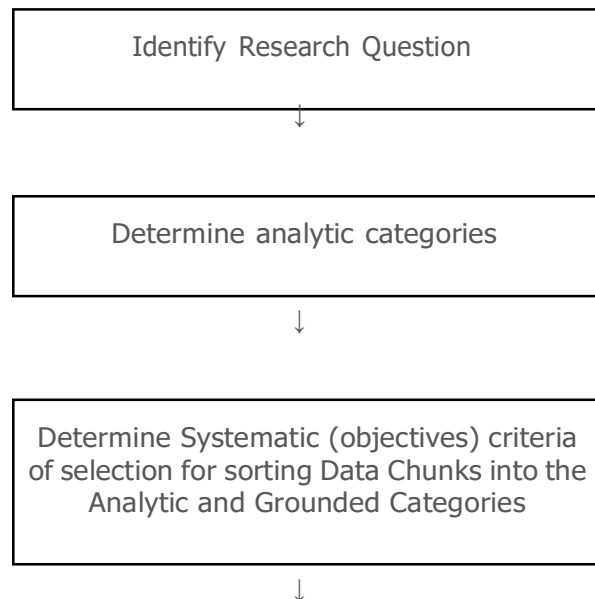 Identify Research Question
↓
Determine analytic categories
↓
Determine Systematic (objectives) criteria
of selection for sorting Data Chunks into the
Analytic and Grounded Categories
↓